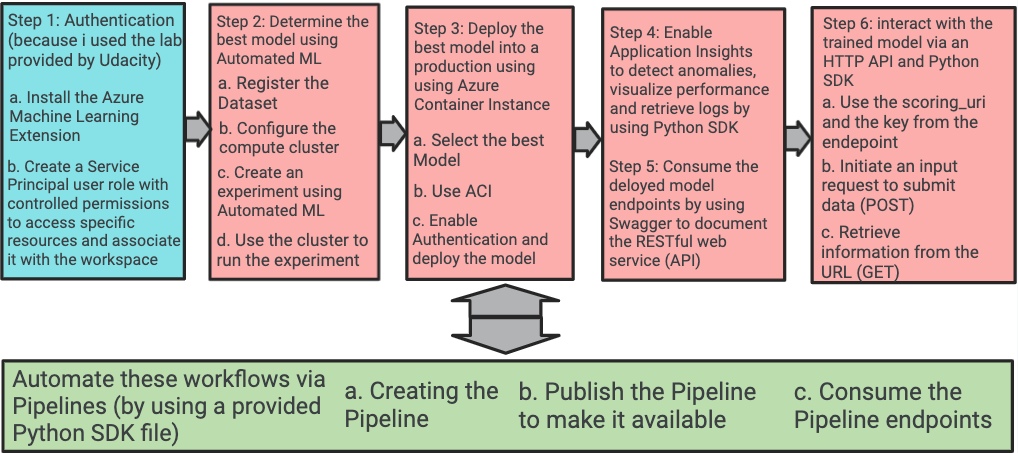 Step 1: Authentication
(because i used the lab
provided by Udacity)
a. Install the Azure
Machine Learning
Extension
b. Create a Service
Principal user role with
controlled permissions
to access specific
resources and associate
it with the workspace
Step 2: Determine the
best model using
Automated ML
a. Register the
Dataset
b. Configure the
compute cluster
c. Create an
experiment using
Automated ML
d. Use the cluster to
run the experiment
Step 3: Deploy the
best model into a
production using
using Azure
Container Instance
a. Select the best
Model
b. Use ACI
c. Enable
Authentication and
deploy the model
Step 4: Enable
Application Insights
to detect anomalies,
visualize performance
and retrieve logs by
using Python SDK
Step 5: Consume the
deloyed model
endpoints by using
Swagger to document
the RESTful web
service (API)
Step 6: interact with the
trained model via an
HTTP API and Python
SDK
a. Use the scoring_uri
and the key from the
endepoint
b. Initiate an input
request to submit
data (POST)
c. Retrieve
information from the
URL (GET)
Automate these workflows via
Pipelines (by using a provided
Python SDK file)
a. Creating the
Pipeline
b. Publish the Pipeline
to make it available
c. Consume the
Pipeline endpoints